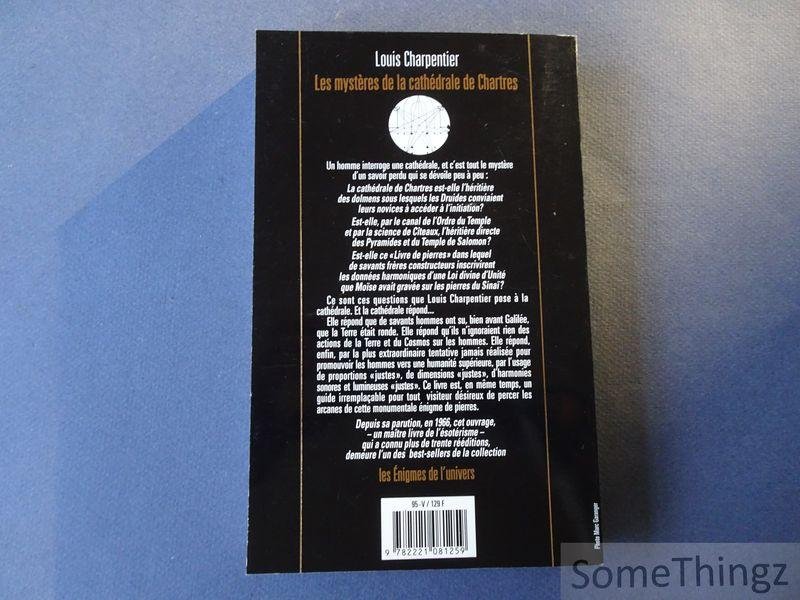 Louis Charpentier
Les mystères de la cathédrale de Chartres
Un homme interroge une cathédrale, et c'est tout le mystère
d'un savoir perdu qui se dévoile peu à peu :
La cathédrale de Chartres est-elle l'héritière
des dolmens sous lesquels les Druides conviaient
leurs novices à accéder à l'initiation?
Est-elle, par le canal de l'Ordre du Temple
et par la science de Cîteaux, l'héritière directe
des Pyramides et du Temple de Salomon?
Est-elle ce «Livre de pierres» dans lequel
de savants frères constructeurs inscrivirent
les données harmoniques d'une Loi divine d'Unité
que Moïse avait gravée sur les pierres du Sinaï?
Ce sont ces questions que Louis Charpentier pose à la
cathédrale. Et la cathédrale répond...
Elle répond que de savants hommes ont su, bien avant Galilée,
que la Terre était ronde. Elle répond qu'ils n'ignoraient rien des
actions de la Terre et du Cosmos sur les hommes. Elle répond,
enfin, par la plus extraordinaire tentative jamais réalisée pour
promouvoir les hommes vers une humanité supérieure, par l'usage
de proportions «justes», de dimensions «justes», d'harmonies
sonores et lumineuses «justes». Ce livre est, en même temps, un
guide irremplaçable pour tout visiteur désireux de percer les
arcanes de cette monumentale énigme de pierres.
Depuis sa parution, en 1966, cet ouvrage,
– un maître livre de l'ésotérisme –
qui a connu plus de trente rééditions,
demeure l'un des best-sellers de la collection
les Énigmes de l'univers
95-V / 129 F
9 782221 081259
Photo Marc Garanger
SomeThingz